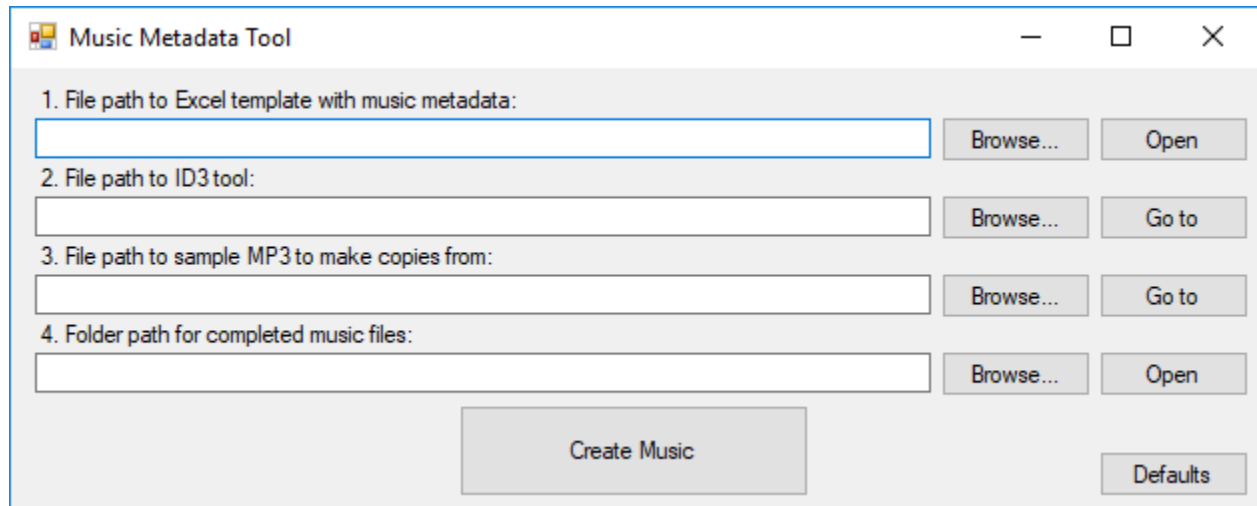 Music Metadata Tool
1. File path to Excel template with music metadata:
Browse... Open
2. File path to ID3 tool:
Browse... Go to
3. File path to sample MP3 to make copies from:
Browse... Go to
4. Folder path for completed music files:
Browse... Open
Create Music
Defaults